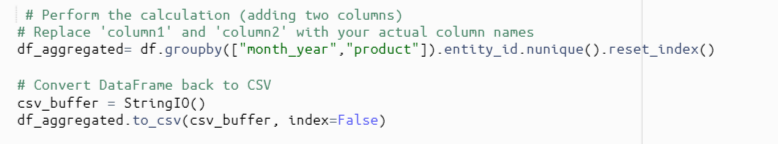 # Perform the calculation (adding two columns)
# Replace 'column1' and 'column2' with your actual column names
df_aggregated= df.groupby(["month_year","product"]).entity_id.nunique().reset_index()
# Convert DataFrame back to CSV
csv_buffer = StringIO()
df_aggregated.to_csv(csv_buffer, index=False)